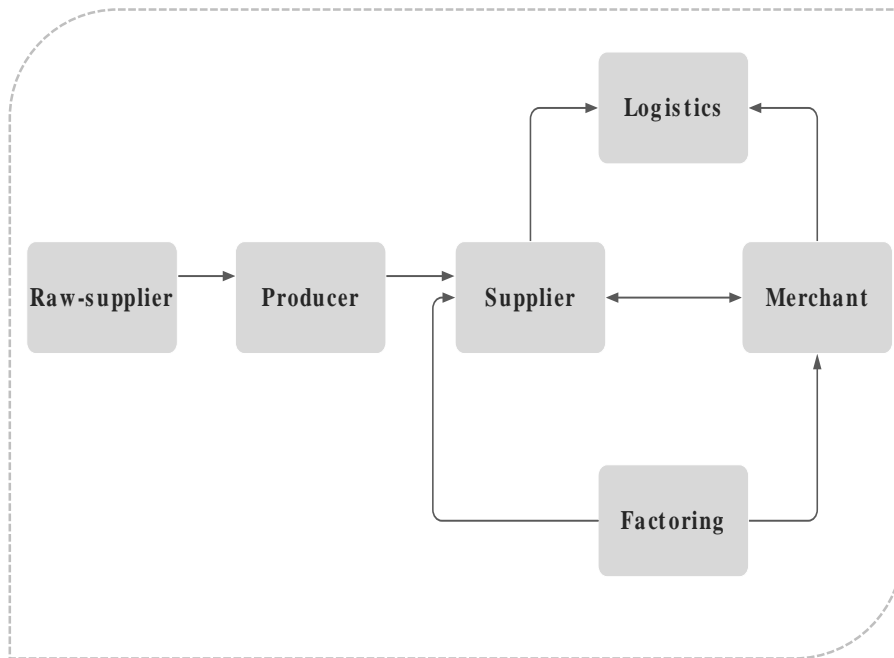 Logistics
Raw-supplier
Producer
Supplier
Merchant
Factoring